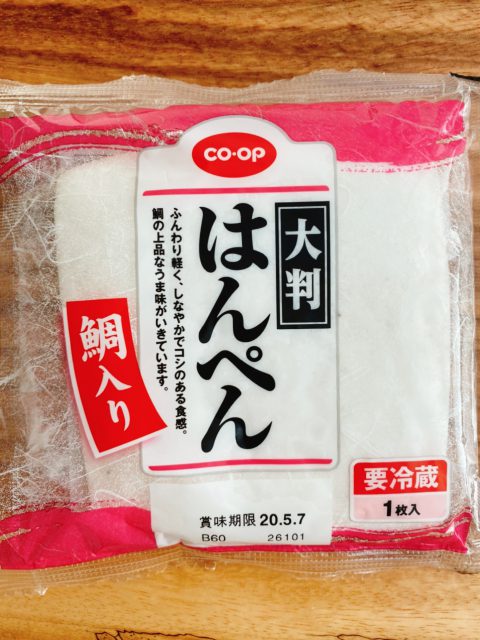 CO·OP
大判
はんぺん
ふんわり軽く、しなやかでコシのある食感。
鯛の上品なうま味がいきています。
鯛入り
要冷蔵
1枚入
賞味期限 20.5.7
B60 26101